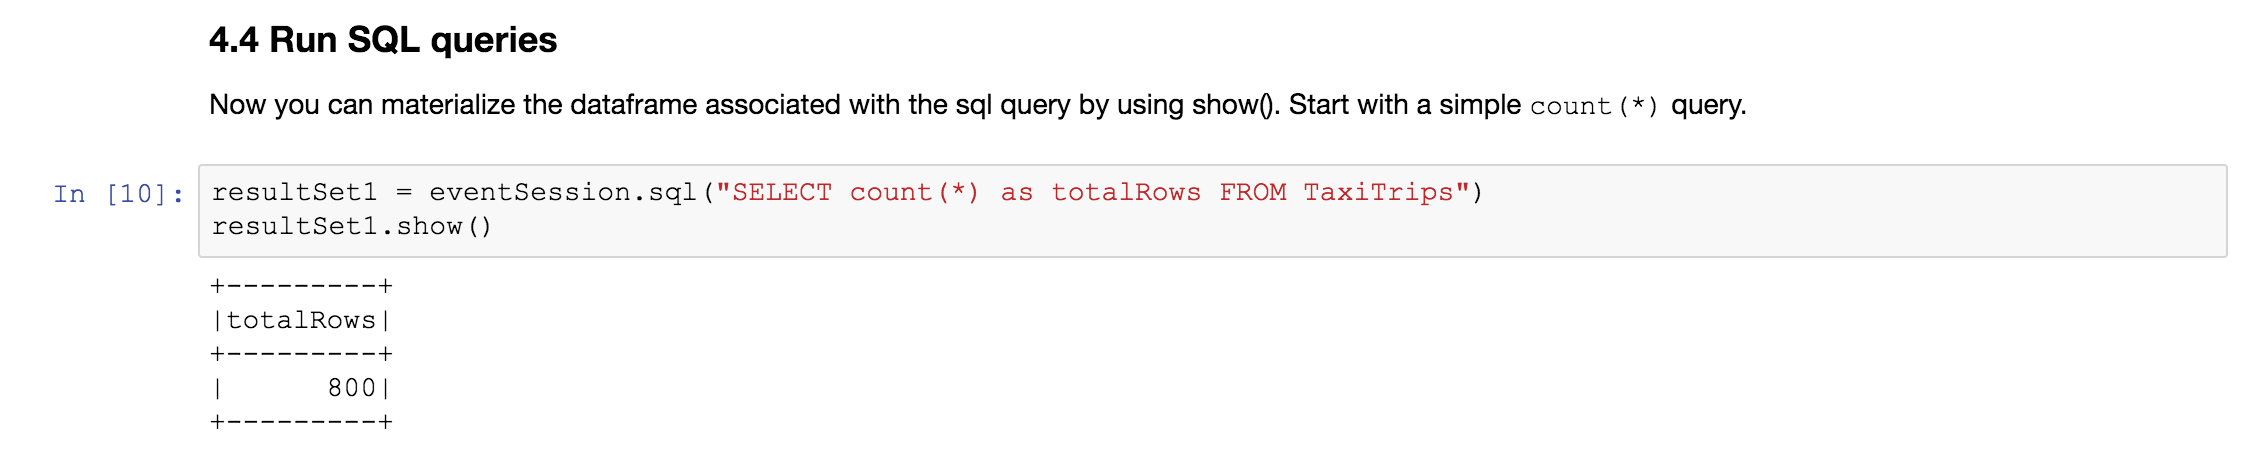 4.4 Run SQL queries
Now you can materialize the dataframe associated with the sql query by using show(). Start with a simple count(*) query.
In [10]: resultSet1 = eventSession.sql("SELECT count(*) as totalRows FROM TaxiTrips")
resultSet1.show()
+---------+
|totalRows|
+---------+
|      800|
+---------+